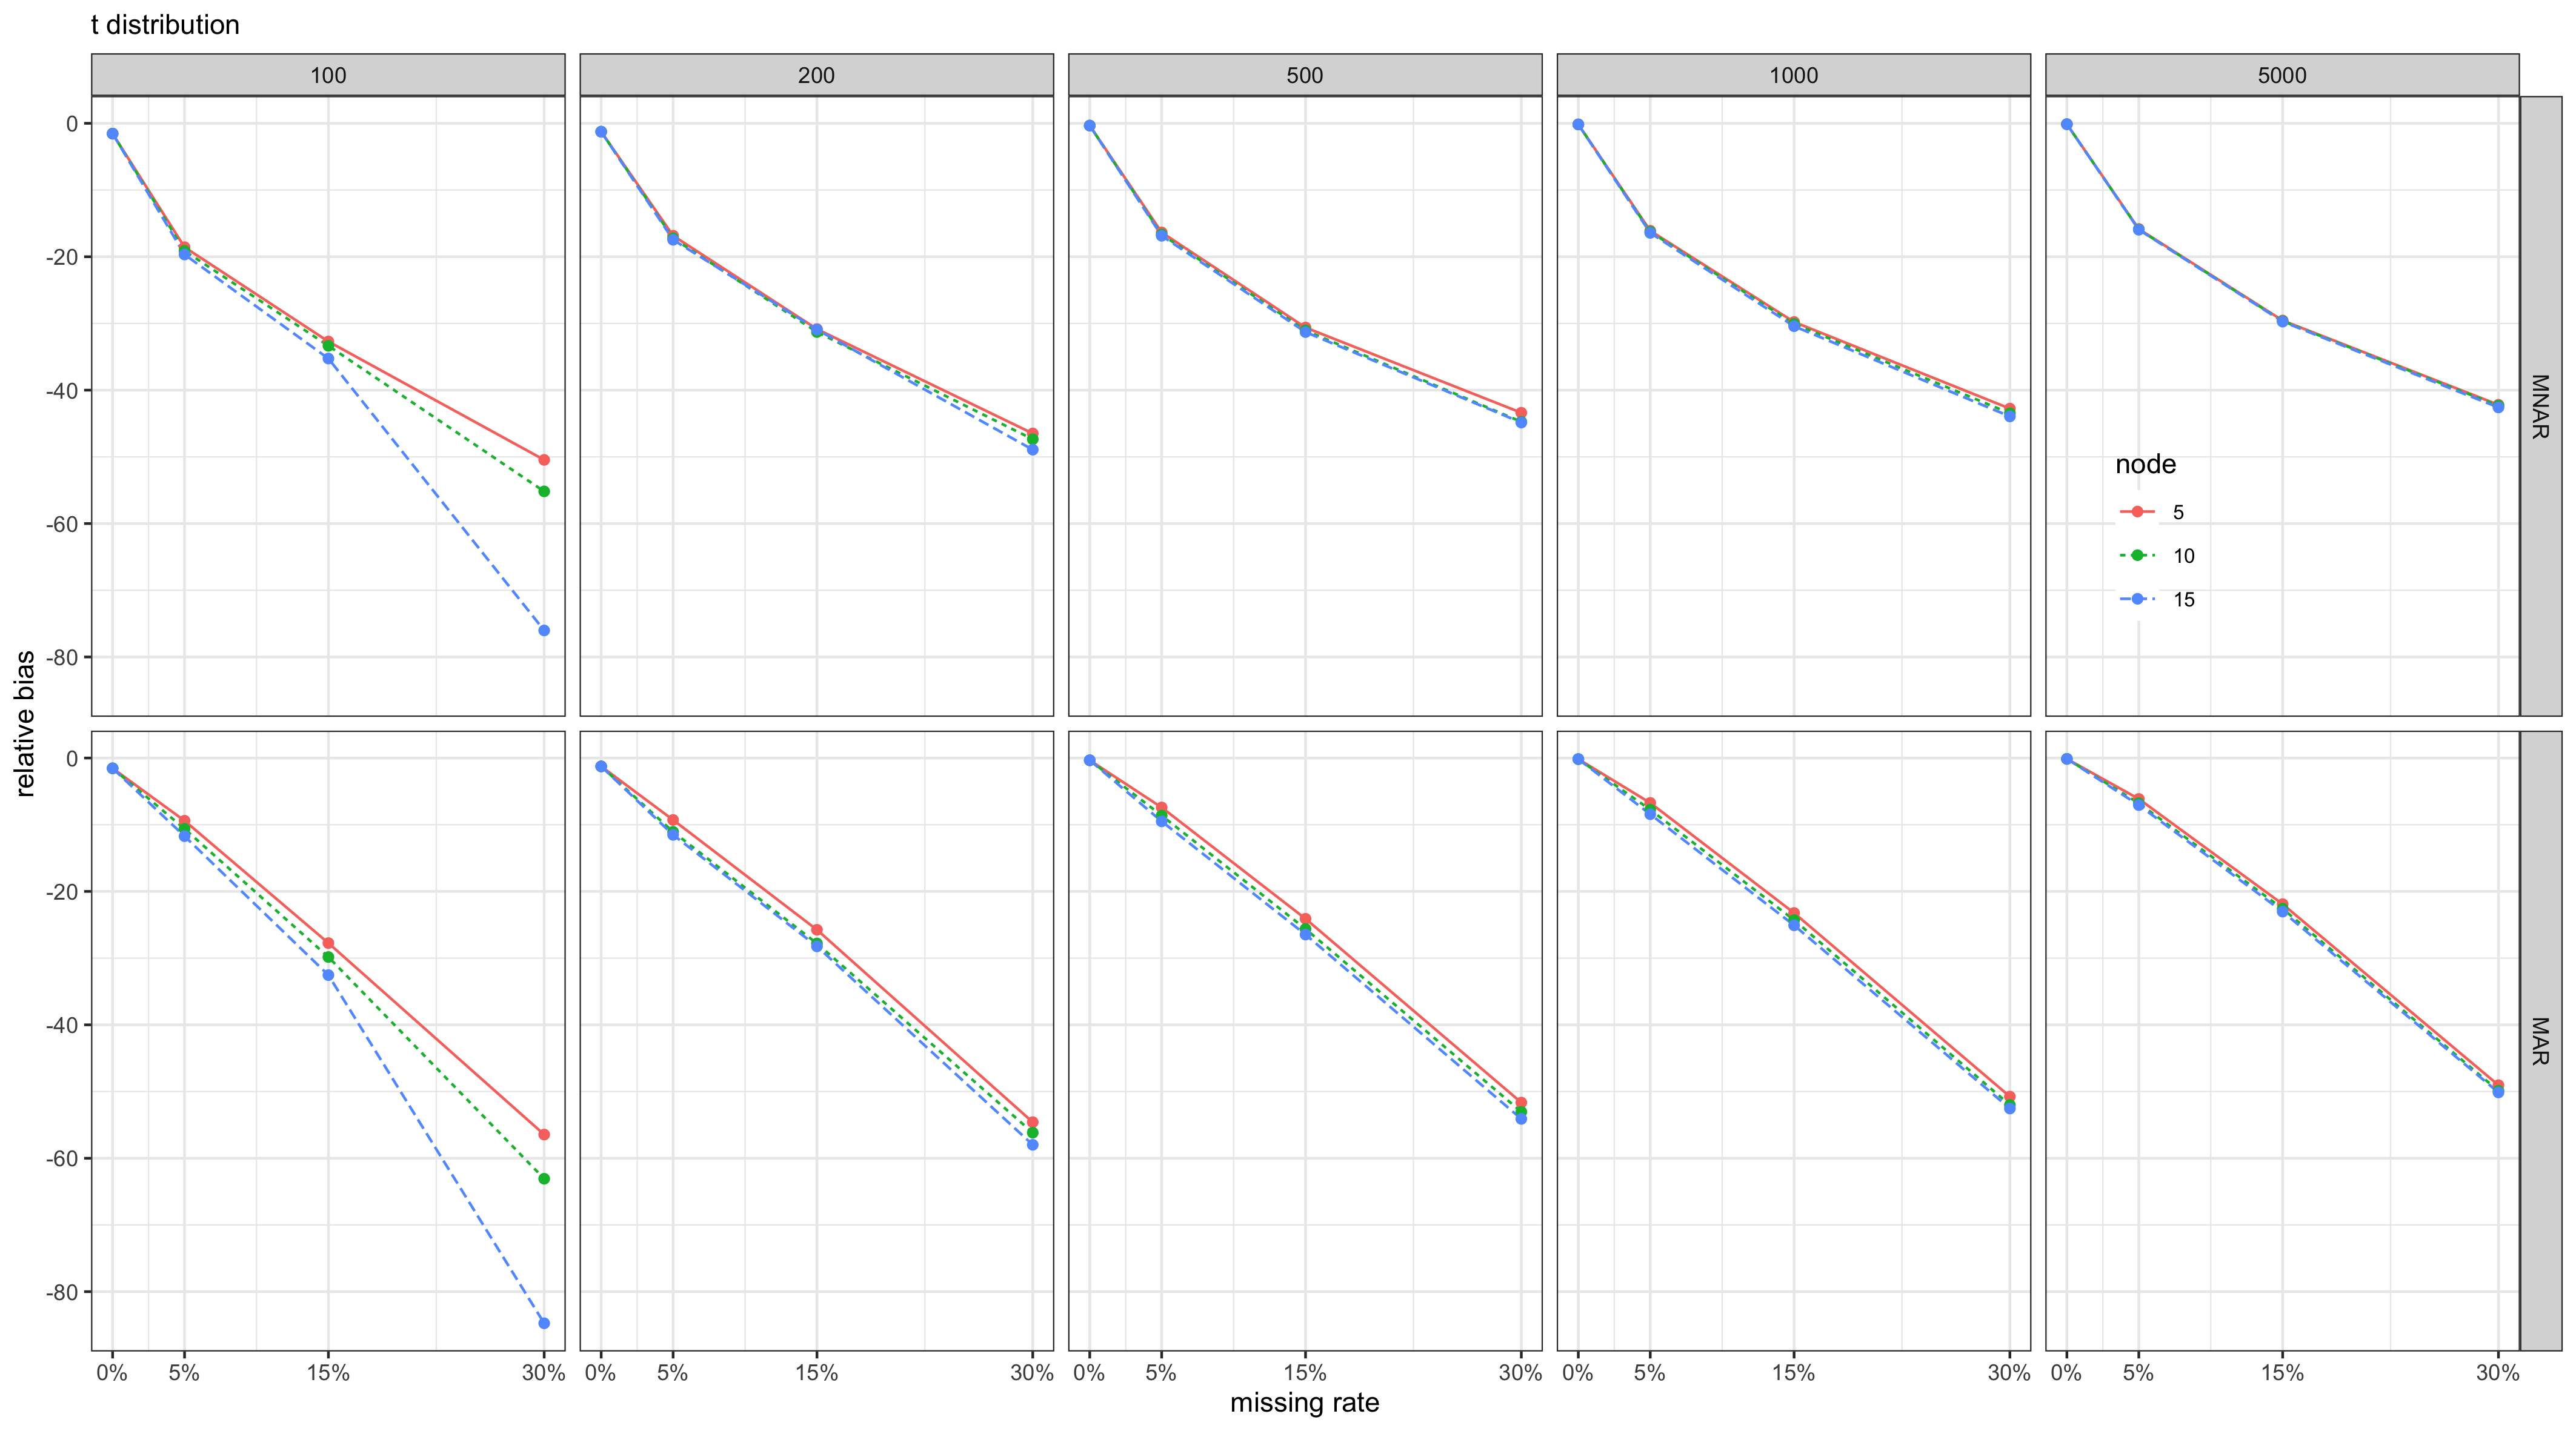 t distribution
100 200 500 1000 5000
0
-20
-40
-60
-80
MNAR
node
5
10
15
relative bias
0
-20
-40
-60
-80
MAR
0% 5% 15% 30% 0% 5% 15% 30% 0% 5% 15% 30% 0% 5% 15% 30% 0% 5% 15% 30%
missing rate